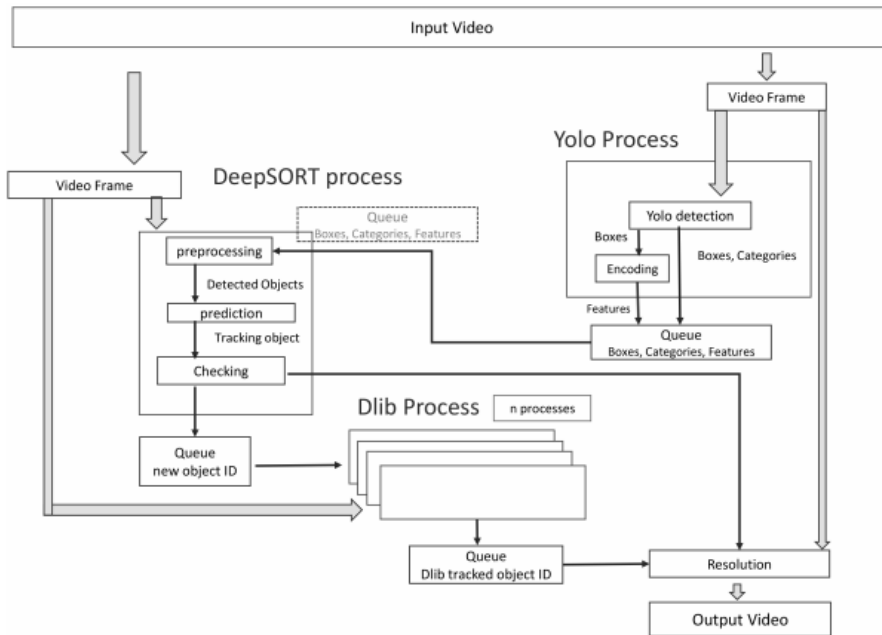 Input Video
Video Frame
Yolo Process
DeepSORT process
Video Frame
Queue
Boxes, Categories, Features
Yolo detection
preprocessing
Boxes
Boxes, Categories
Encoding
Detected Objects
prediction
Features
Tracking object
Queue
Boxes, Categories, Features
Checking
Dlib Process
n processes
Queue
new object ID
Queue
Dlib tracked object ID
Resolution
Output Video